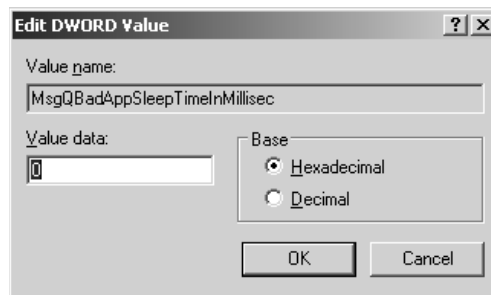 Edit DWORD Value
Value name:
MsgQBadAppSleepTimeInMillisec
Value data:
0
Base
Hexadecimal
Decimal
OK
Cancel